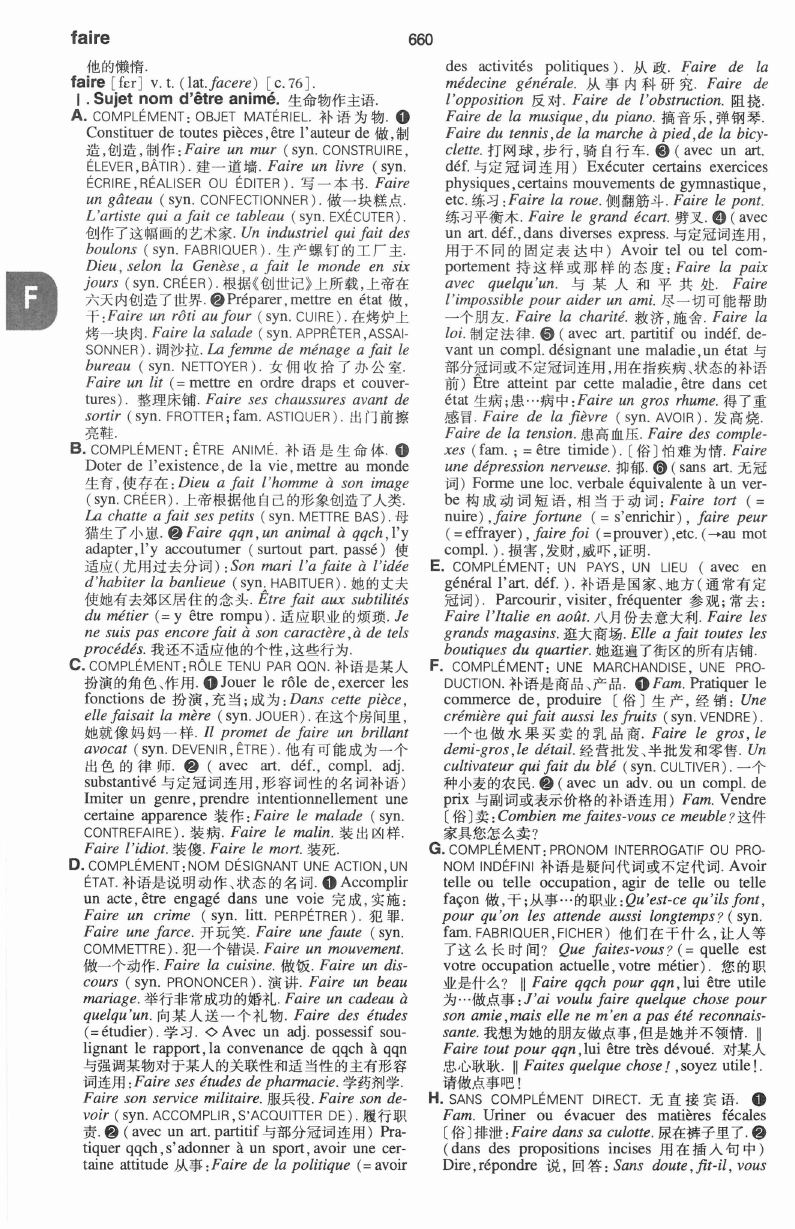 faire
660
他的懒惰.
faire [fɛr] v. t. (lat. facere) [c. 76].
Ⅰ. Sujet nom d'être animé. 生命物作主语.
A. COMPLÉMENT: OBJET MATÉRIEL. 补语为物. ❶
Constituer de toutes pièces, être l'auteur de 做,制
造,创造,制作: Faire un mur (syn. CONSTRUIRE,
ÉLEVER, BÂTIR). 建一道墙. Faire un livre (syn.
ÉCRIRE, RÉALISER OU ÉDITER). 写一本书. Faire
un gâteau (syn. CONFECTIONNER). 做一块糕点.
L'artiste qui a fait ce tableau (syn. EXÉCUTER).
创作了这幅画的艺术家. Un industriel qui fait des
boulons (syn. FABRIQUER). 生产螺钉的工厂主.
Dieu, selon la Genèse, a fait le monde en six
jours (syn. CRÉER). 根据《创世记》上所载,上帝在
六天内创造了世界. ❷ Préparer, mettre en état 做,
干: Faire un rôti au four (syn. CUIRE). 在烤炉上
烤一块肉. Faire la salade (syn. APPRÊTER, ASSAI-
SONNER). 调沙拉. La femme de ménage a fait le
bureau (syn. NETTOYER). 女佣收拾了办公室.
Faire un lit (= mettre en ordre draps et couver-
tures). 整理床铺. Faire ses chaussures avant de
sortir (syn. FROTTER; fam. ASTIQUER). 出门前擦
亮鞋.
B. COMPLÉMENT: ÊTRE ANIMÉ. 补语是生命体. ❶
Doter de l'existence, de la vie, mettre au monde
生育,使存在: Dieu a fait l'homme à son image
(syn. CRÉER). 上帝根据他自己的形象创造了人类.
La chatte a fait ses petits (syn. METTRE BAS). 母
猫生了小崽. ❷ Faire qqn, un animal à qqch, l'y
adapter, l'y accoutumer (surtout part. passé) 使
适应(尤用过去分词): Son mari l'a faite à l'idée
d'habiter la banlieue (syn. HABITUER). 她的丈夫
使她有去郊区居住的念头. Être fait aux subtilités
du métier (= y être rompu). 适应职业的烦琐. Je
ne suis pas encore fait à son caractère, à de tels
procédés. 我还不适应他的个性,这些行为.
C. COMPLÉMENT: RÔLE TENU PAR QQN. 补语是某人
扮演的角色、作用. ❶ Jouer le rôle de, exercer les
fonctions de 扮演,充当;成为: Dans cette pièce,
elle faisait la mère (syn. JOUER). 在这个房间里,
她就像妈妈一样. Il promet de faire un brillant
avocat (syn. DEVENIR, ÊTRE). 他有可能成为一个
出色的律师. ❷ ( avec art. déf., compl. adj.
substantivé 与定冠词连用,形容词性的名词补语)
Imiter un genre, prendre intentionnellement une
certaine apparence 装作: Faire le malade (syn.
CONTREFAIRE). 装病. Faire le malin. 装出凶样.
Faire l'idiot. 装傻. Faire le mort. 装死.
D. COMPLÉMENT: NOM DÉSIGNANT UNE ACTION, UN
ÉTAT. 补语是说明动作、状态的名词. ❶ Accomplir
un acte, être engagé dans une voie 完成,实施:
Faire un crime (syn. litt. PERPÉTRER). 犯罪.
Faire une farce. 开玩笑. Faire une faute (syn.
COMMETTRE). 犯一个错误. Faire un mouvement.
做一个动作. Faire la cuisine. 做饭. Faire un dis-
cours (syn. PRONONCER). 演讲. Faire un beau
mariage. 举行非常成功的婚礼. Faire un cadeau à
quelqu'un. 向某人送一个礼物. Faire des études
(= étudier). 学习. ◇ Avec un adj. possessif sou-
lignant le rapport, la convenance de qqch à qqn
与强调某物对于某人的关联性和适当性的主有形容
词连用: Faire ses études de pharmacie. 学药剂学.
Faire son service militaire. 服兵役. Faire son de-
voir (syn. ACCOMPLIR, S'ACQUITTER DE). 履行职
责. ❷ (avec un art. partitif 与部分冠词连用) Pra-
tiquer qqch, s'adonner à un sport, avoir une cer-
taine attitude 从事: Faire de la politique (= avoir
des activités politiques). 从政. Faire de la
médecine générale. 从事内科研究. Faire de
l'opposition 反对. Faire de l'obstruction. 阻挠.
Faire de la musique, du piano. 搞音乐,弹钢琴.
Faire du tennis, de la marche à pied, de la bicy-
clette. 打网球,步行,骑自行车. ❸ (avec un art.
déf. 与定冠词连用) Exécuter certains exercices
physiques, certains mouvements de gymnastique,
etc. 练习: Faire la roue. 侧翻筋斗. Faire le pont.
练习平衡木. Faire le grand écart. 劈叉. ❹ (avec
un art. déf., dans diverses express. 与定冠词连用,
用于不同的固定表达中) Avoir tel ou tel com-
portement 持这样或那样的态度: Faire la paix
avec quelqu'un. 与某人和平共处. Faire
l'impossible pour aider un ami. 尽一切可能帮助
一个朋友. Faire la charité. 救济,施舍. Faire la
loi. 制定法律. ❺ (avec art. partitif ou indéf. de-
vant un compl. désignant une maladie, un état 与
部分冠词或不定冠词连用,用在指疾病、状态的补语
前) Être atteint par cette maladie, être dans cet
état 生病;患…病中: Faire un gros rhume. 得了重
感冒. Faire de la fièvre (syn. AVOIR). 发高烧.
Faire de la tension. 患高血压. Faire des comple-
xes (fam. ; = être timide). 〔俗〕怕难为情. Faire
une dépression nerveuse. 抑郁. ❻ (sans art. 无冠
词) Forme une loc. verbale équivalente à un ver-
be 构成动词短语,相当于动词: Faire tort (=
nuire), faire fortune (= s'enrichir), faire peur
(= effrayer), faire foi (= prouver), etc. (→ au mot
compl.). 损害,发财,威吓,证明.
E. COMPLÉMENT: UN PAYS, UN LIEU ( avec en
général l'art. déf. ). 补语是国家、地方(通常有定
冠词). Parcourir, visiter, fréquenter 参观;常去:
Faire l'Italie en août. 八月份去意大利. Faire les
grands magasins. 逛大商场. Elle a fait toutes les
boutiques du quartier. 她逛遍了街区的所有店铺.
F. COMPLÉMENT: UNE MARCHANDISE, UNE PRO-
DUCTION. 补语是商品、产品. ❶ Fam. Pratiquer le
commerce de, produire 〔俗〕生产,经销: Une
crémière qui fait aussi les fruits (syn. VENDRE).
一个也做水果买卖的乳品商. Faire le gros, le
demi-gros, le détail. 经营批发、半批发和零售. Un
cultivateur qui fait du blé (syn. CULTIVER). 一个
种小麦的农民. ❷ (avec un adv. ou un compl. de
prix 与副词或表示价格的补语连用) Fam. Vendre
〔俗〕卖: Combien me faites-vous ce meuble? 这件
家具您怎么卖?
G. COMPLÉMENT: PRONOM INTERROGATIF OU PRO-
NOM INDÉFINI 补语是疑问代词或不定代词. Avoir
telle ou telle occupation, agir de telle ou telle
façon 做,干;从事…的职业: Qu'est-ce qu'ils font,
pour qu'on les attende aussi longtemps? (syn.
fam. FABRIQUER, FICHER) 他们在干什么,让人等
了这么长时间? Que faites-vous? (= quelle est
votre occupation actuelle, votre métier). 您的职
业是什么? ‖ Faire qqch pour qqn, lui être utile
为…做点事: J'ai voulu faire quelque chose pour
son amie, mais elle ne m'en a pas été reconnais-
sante. 我想为她的朋友做点事,但是她并不领情. ‖
Faire tout pour qqn, lui être très dévoué. 对某人
忠心耿耿. ‖ Faites quelque chose!, soyez utile!.
请做点事吧!
H. SANS COMPLÉMENT DIRECT. 无直接宾语. ❶
Fam. Uriner ou évacuer des matières fécales
〔俗〕排泄: Faire dans sa culotte. 尿在裤子里了. ❷
(dans des propositions incises 用在插入句中)
Dire, répondre 说,回答: Sans doute, fit-il, vous
F